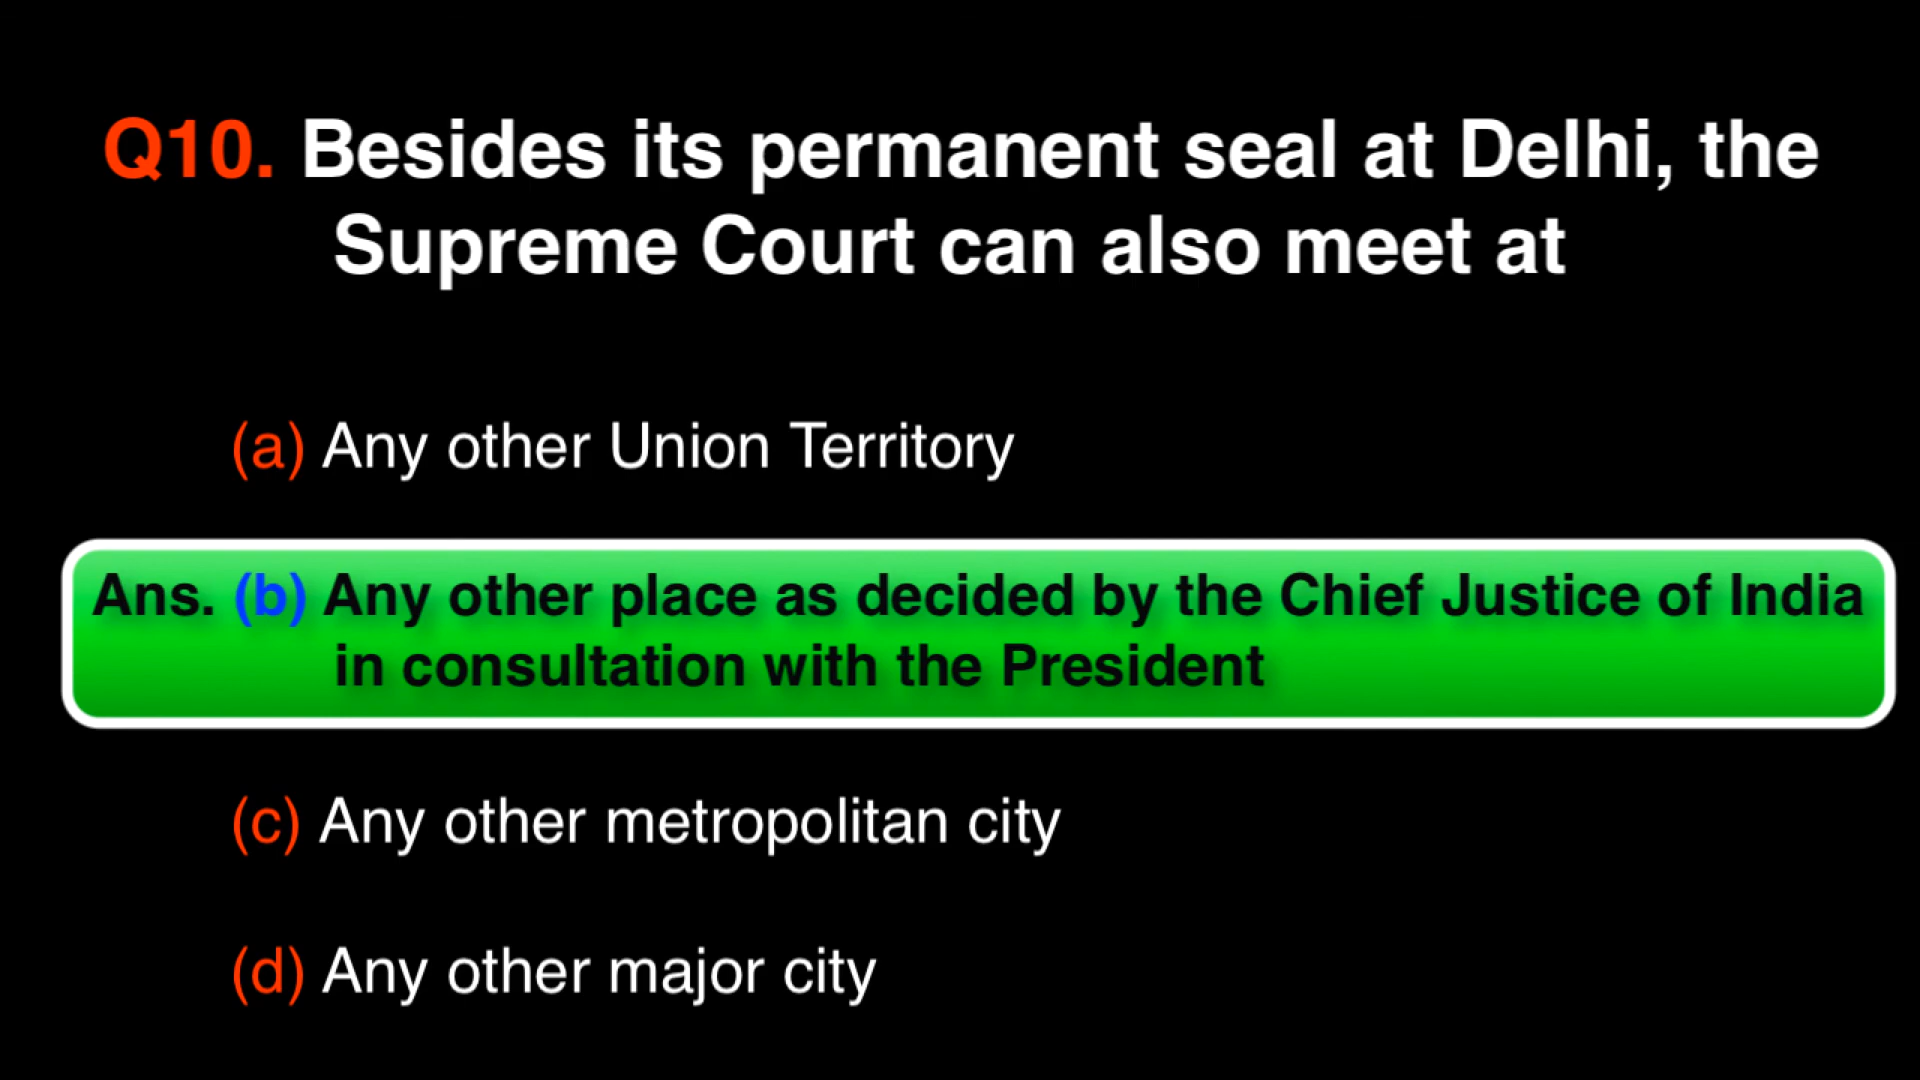 Q10. Besides its permanent seal at Delhi, the
Supreme Court can also meet at
(a) Any other Union Territory
Ans. (b) Any other place as decided by the Chief Justice of India
in consultation with the President
(c) Any other metropolitan city
(d) Any other major city